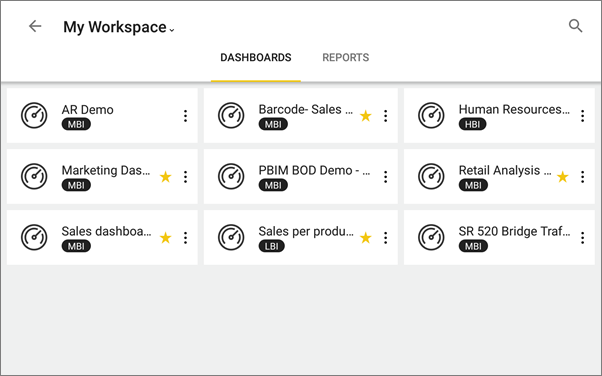 My Workspace
DASHBOARDS REPORTS
AR Demo
MBI
Barcode- Sales ...
MBI
Human Resources...
HBI
Marketing Das...
MBI
PBIM BOD Demo - ...
MBI
Retail Analysis ...
MBI
Sales dashboa...
MBI
Sales per produ...
LBI
SR 520 Bridge Traf...
MBI